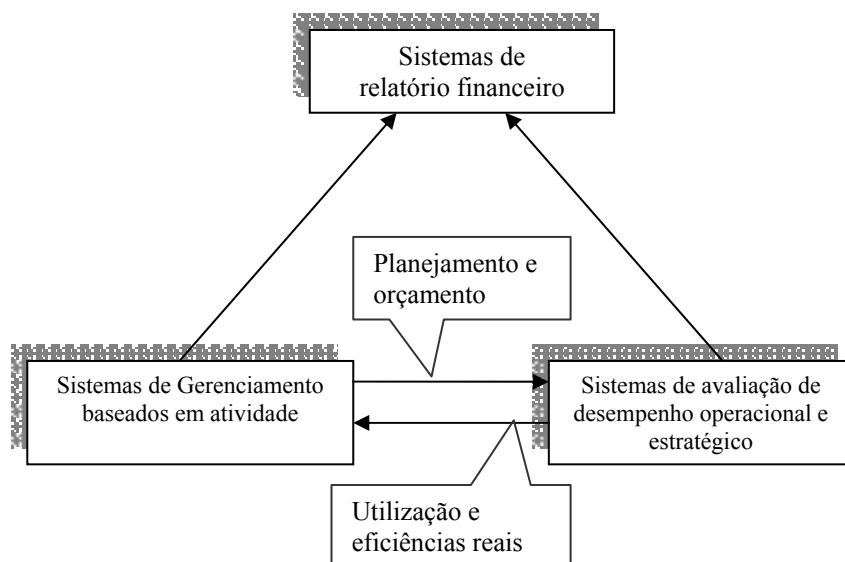 Sistemas de
relatório financeiro
Planejamento e
orçamento
Sistemas de Gerenciamento
baseados em atividade
Sistemas de avaliação de
desempenho operacional e
estratégico
Utilização e
eficiências reais